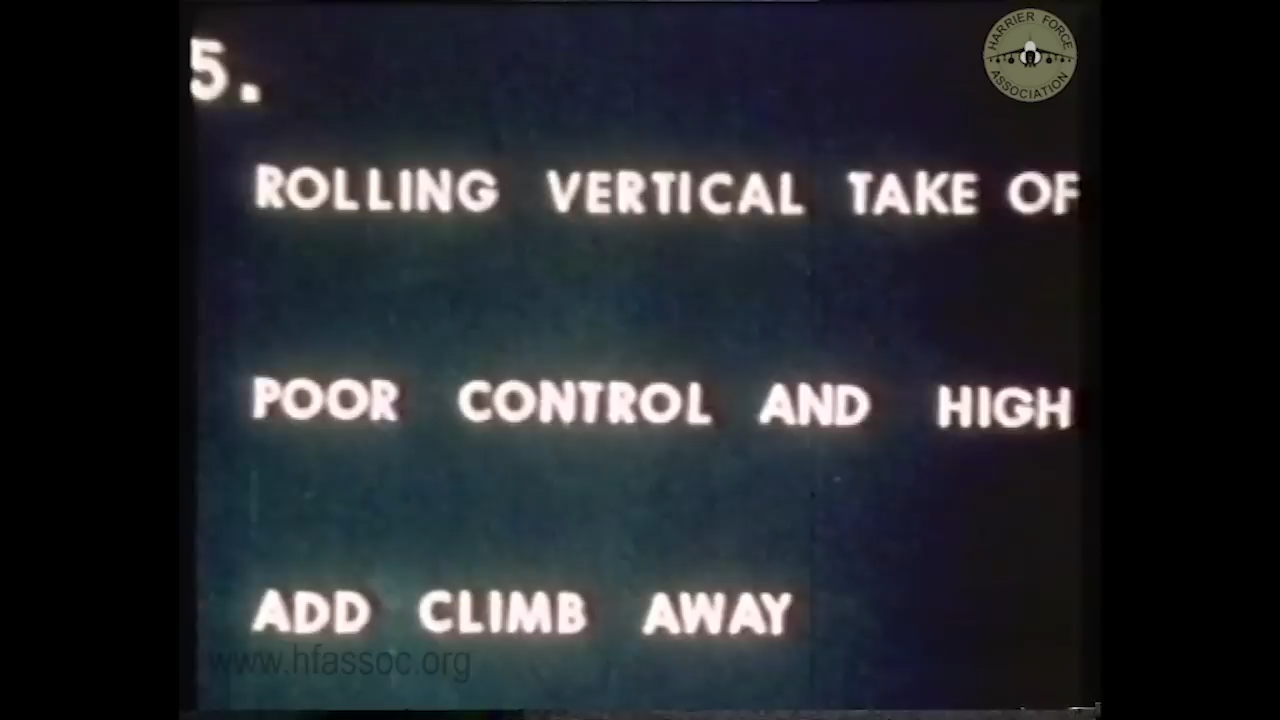 HARRIER FORCE
ASSOCIATION
5.
ROLLING VERTICAL TAKE OF
POOR CONTROL AND HIGH
ADD CLIMB AWAY
www.hfassoc.org